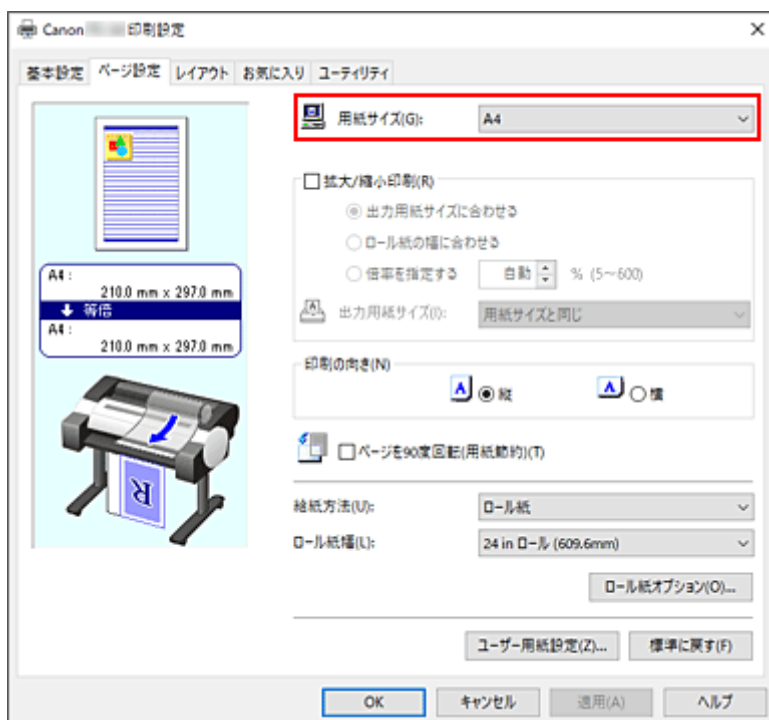 Canon 印刷設定
基本設定 ページ設定 レイアウト お気に入り ユーティリティ
用紙サイズ(G): A4
拡大/縮小印刷(R)
出力用紙サイズに合わせる
ロール紙の幅に合わせる
倍率を指定する 自動 % (5～600)
出力用紙サイズ(I): 用紙サイズと同じ
A4 :
210.0 mm x 297.0 mm
等倍
A4 :
210.0 mm x 297.0 mm
印刷の向き(N)
A 縦 A 横
ページを90度回転(用紙節約)(T)
R
給紙方法(U): ロール紙
ロール紙幅(L): 24 in ロール (609.6mm)
ロール紙オプション(O)...
ユーザー用紙設定(Z)... 標準に戻す(F)
OK キャンセル 適用(A) ヘルプ